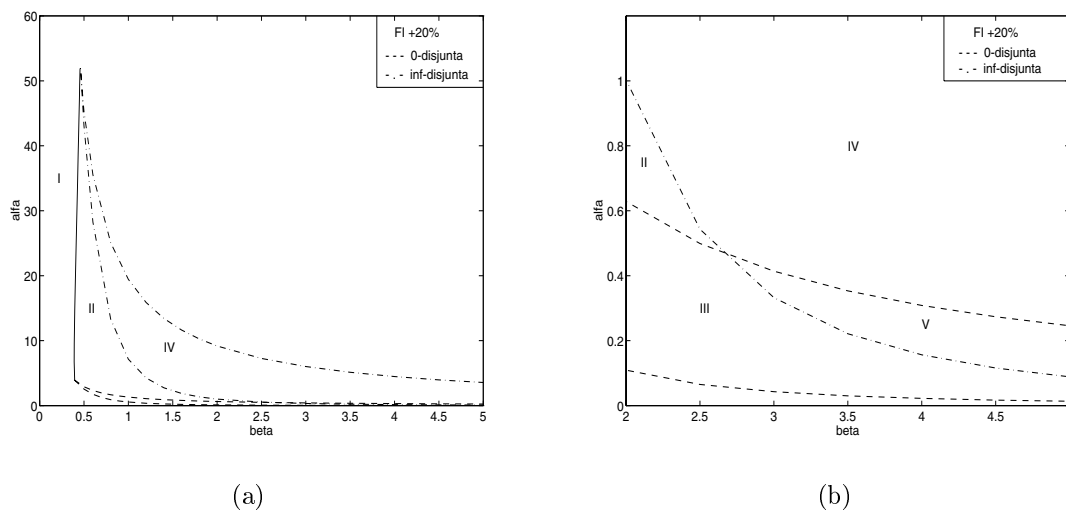 60
50
40
30
20
10
0
alfa
0 0.5 1 1.5 2 2.5 3 3.5 4 4.5 5
beta
FI +20%
0-disjunta
inf-disjunta
I
II
IV
(a)
1
0.8
0.6
0.4
0.2
0
alfa
2 2.5 3 3.5 4 4.5
beta
FI +20%
0-disjunta
inf-disjunta
IV
II
III
V
(b)